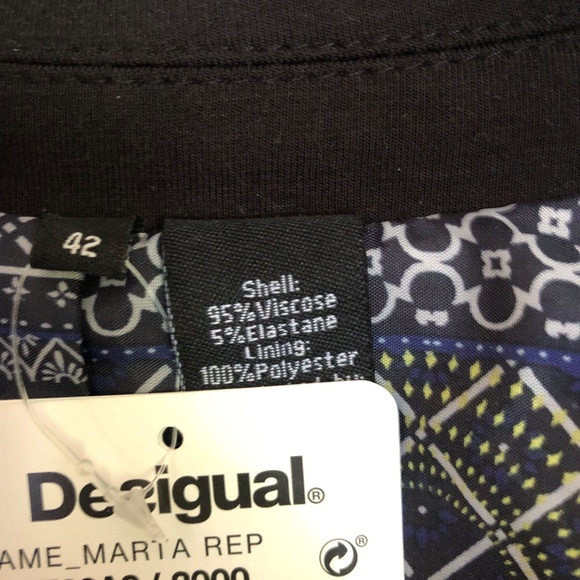 42
Shell:
95%Viscose
5%Elastane
Lining:
100%Polyester
Desigual®
AME_MARTA REP
®